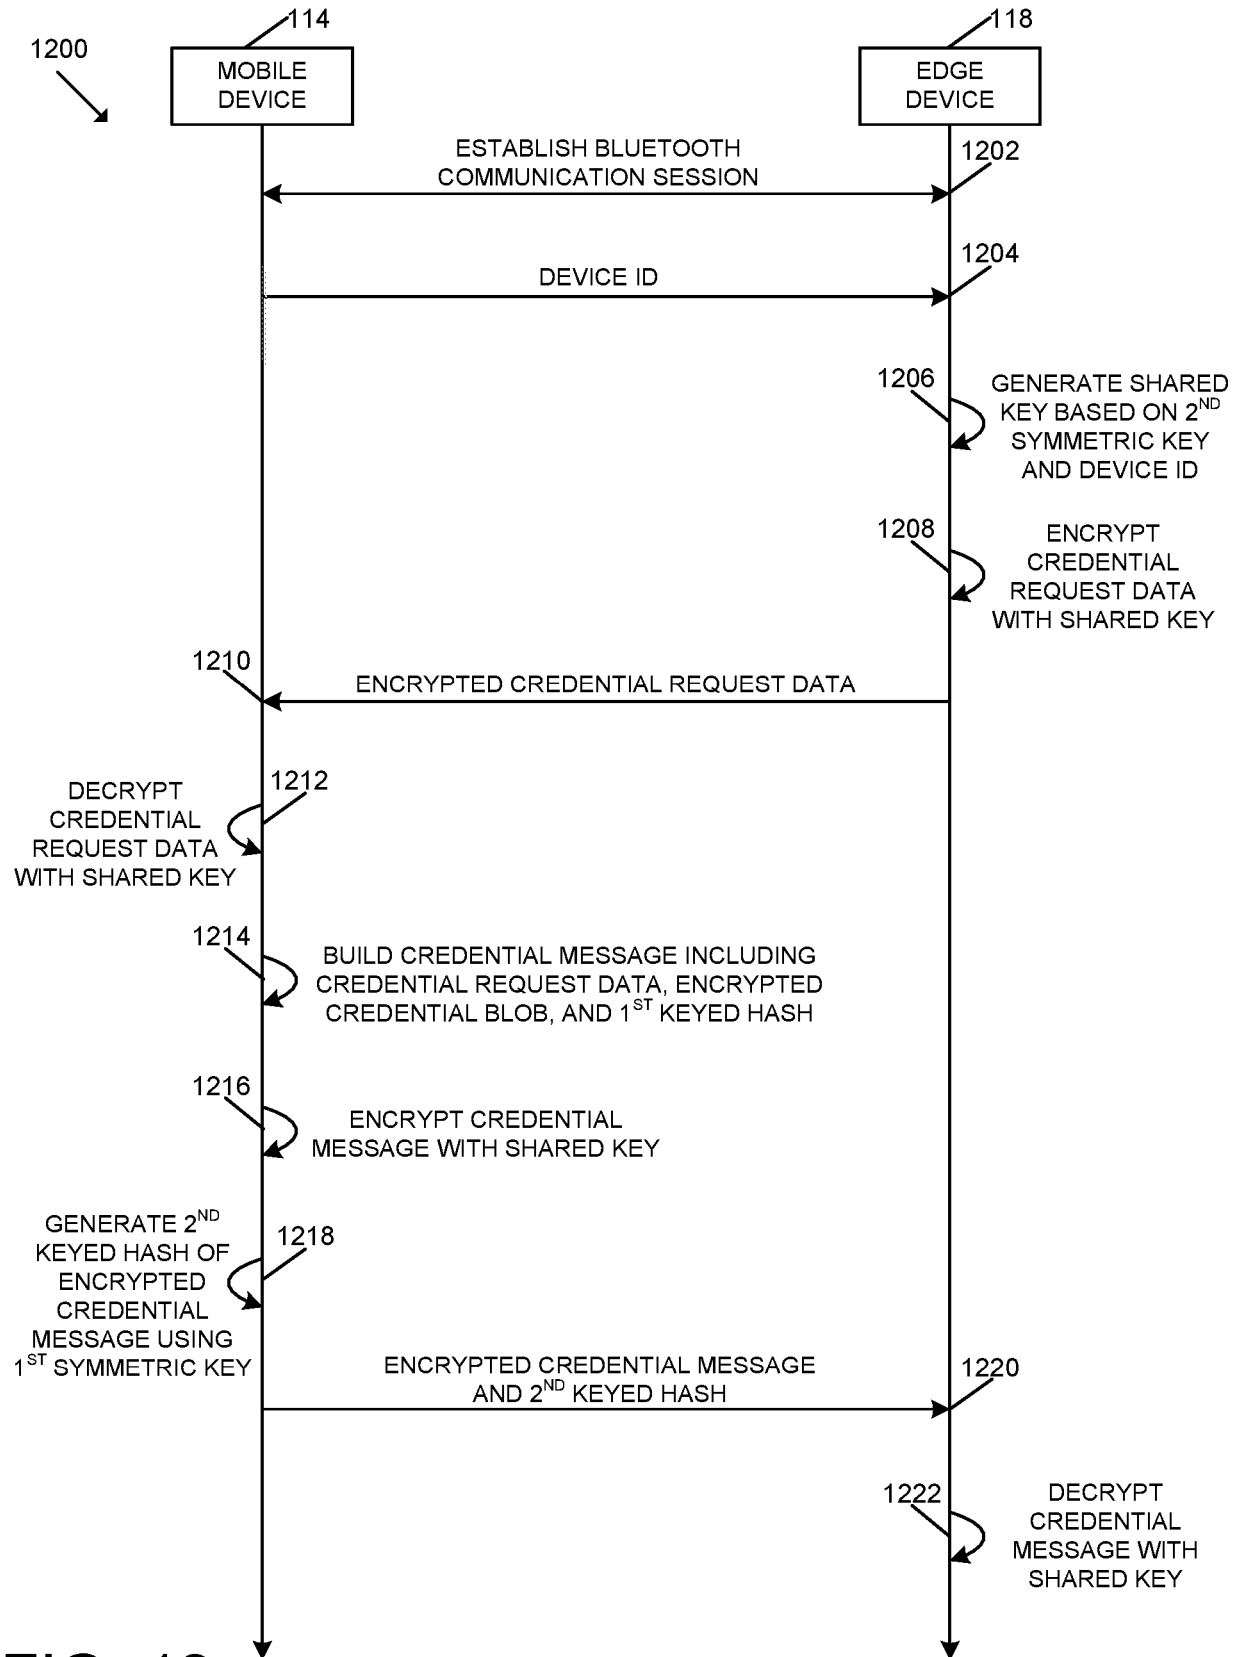 114
118
1200
MOBILE
DEVICE
EDGE
DEVICE
ESTABLISH BLUETOOTH
COMMUNICATION SESSION
1202
DEVICE ID
1204
1206
GENERATE SHARED
KEY BASED ON 2ND
SYMMETRIC KEY
AND DEVICE ID
1208
ENCRYPT
CREDENTIAL
REQUEST DATA
WITH SHARED KEY
1210
ENCRYPTED CREDENTIAL REQUEST DATA
1212
DECRYPT
CREDENTIAL
REQUEST DATA
WITH SHARED KEY
1214
BUILD CREDENTIAL MESSAGE INCLUDING
CREDENTIAL REQUEST DATA, ENCRYPTED
CREDENTIAL BLOB, AND 1ST KEYED HASH
1216
ENCRYPT CREDENTIAL
MESSAGE WITH SHARED KEY
GENERATE 2ND
KEYED HASH OF
ENCRYPTED
CREDENTIAL
MESSAGE USING
1ST SYMMETRIC KEY
1218
ENCRYPTED CREDENTIAL MESSAGE
AND 2ND KEYED HASH
1220
1222
DECRYPT
CREDENTIAL
MESSAGE WITH
SHARED KEY